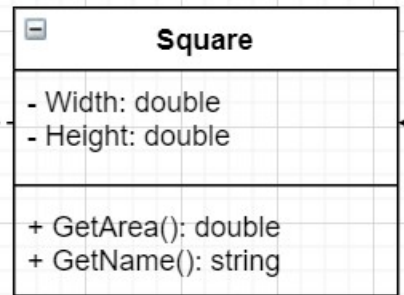 Square
- Width: double
- Height: double
+ GetArea(): double
+ GetName(): string